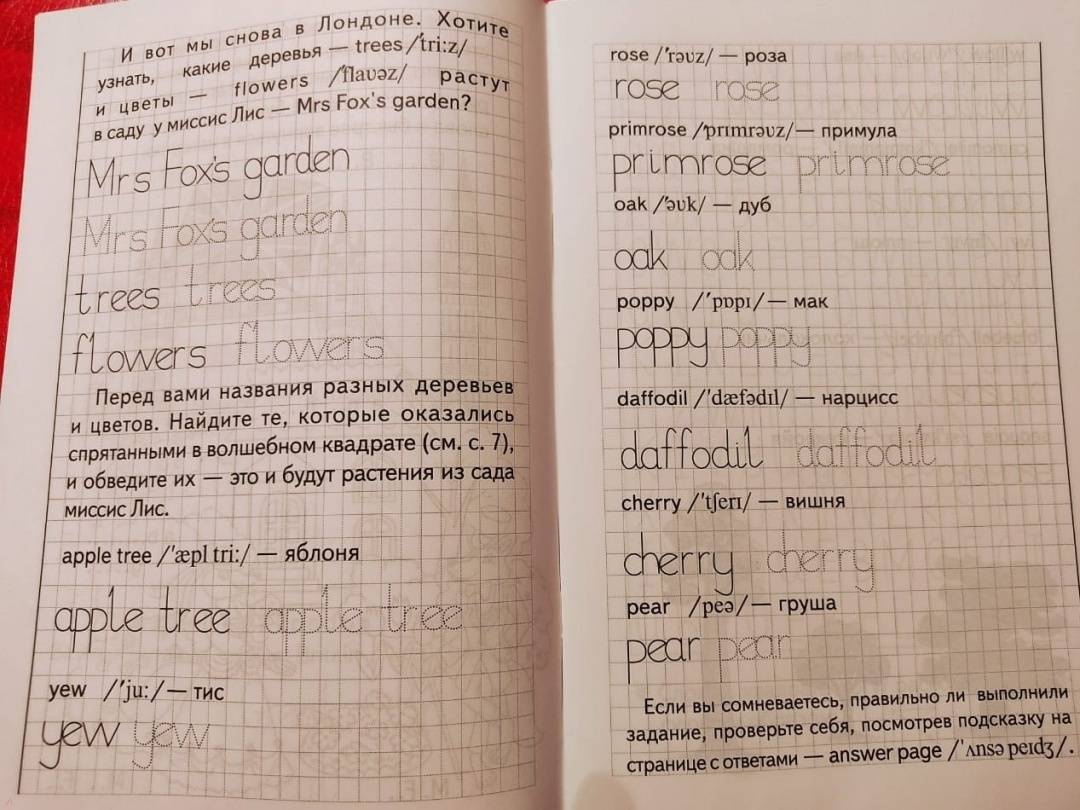 И вот мы снова в Лондоне. Хотите
узнать, какие деревья — trees /'tri:z/
и цветы — flowers /'flaʊəz/ растут
в саду у миссис Лис — Mrs Fox's garden?
Mrs Fox's garden
Mrs Fox's garden
trees trees
flowers flowers
Перед вами названия разных деревьев
и цветов. Найдите те, которые оказались
спрятанными в волшебном квадрате (см. с. 7),
и обведите их — это и будут растения из сада
миссис Лис.
apple tree /'æpl tri:/ — яблоня
apple tree apple tree
yew /'ju:/ — тис
yew yew
rose /'rəʊz/ — роза
rose rose
primrose /'prɪmrəʊz/ — примула
primrose primrose
oak /'əʊk/ — дуб
oak oak
poppy /'pɒpɪ/ — мак
poppy poppy
daffodil /'dæfədɪl/ — нарцисс
daffodil daffodil
cherry /'tʃerɪ/ — вишня
cherry cherry
pear /peə/ — груша
pear pear
Если вы сомневаетесь, правильно ли выполнили
задание, проверьте себя, посмотрев подсказку на
странице с ответами — answer page /'ʌnsə peɪdʒ/.